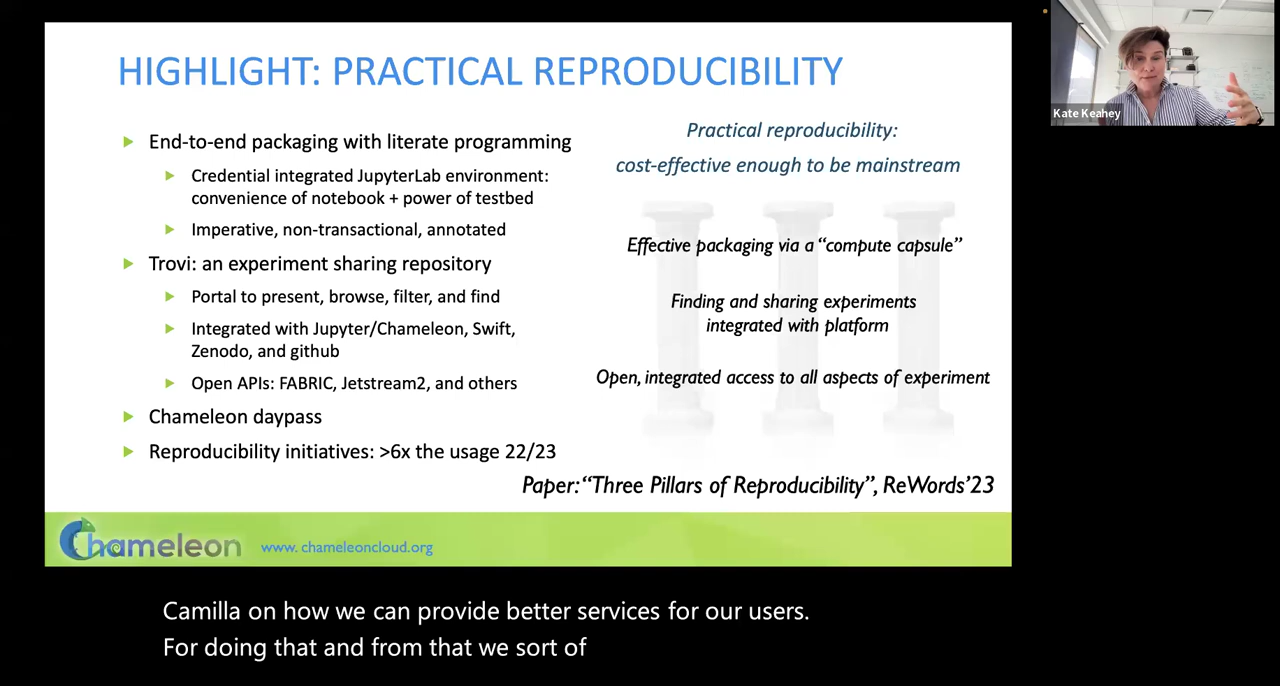 HIGHLIGHT: PRACTICAL REPRODUCIBILITY
End-to-end packaging with literate programming
Credential integrated JupyterLab environment:
convenience of notebook + power of testbed
Imperative, non-transactional, annotated
Trovi: an experiment sharing repository
Portal to present, browse, filter, and find
Integrated with Jupyter/Chameleon, Swift,
Zenodo, and github
Open APIs: FABRIC, Jetstream2, and others
Chameleon daypass
Reproducibility initiatives: >6x the usage 22/23
Practical reproducibility:
cost-effective enough to be mainstream
Effective packaging via a “compute capsule”
Finding and sharing experiments
integrated with platform
Open, integrated access to all aspects of experiment
Paper: “Three Pillars of Reproducibility”, ReWords’23
Chameleon
www. chameleoncloud.org
Kate Keahey
Camilla on how we can provide better services for our users.
For doing that and from that we sort of